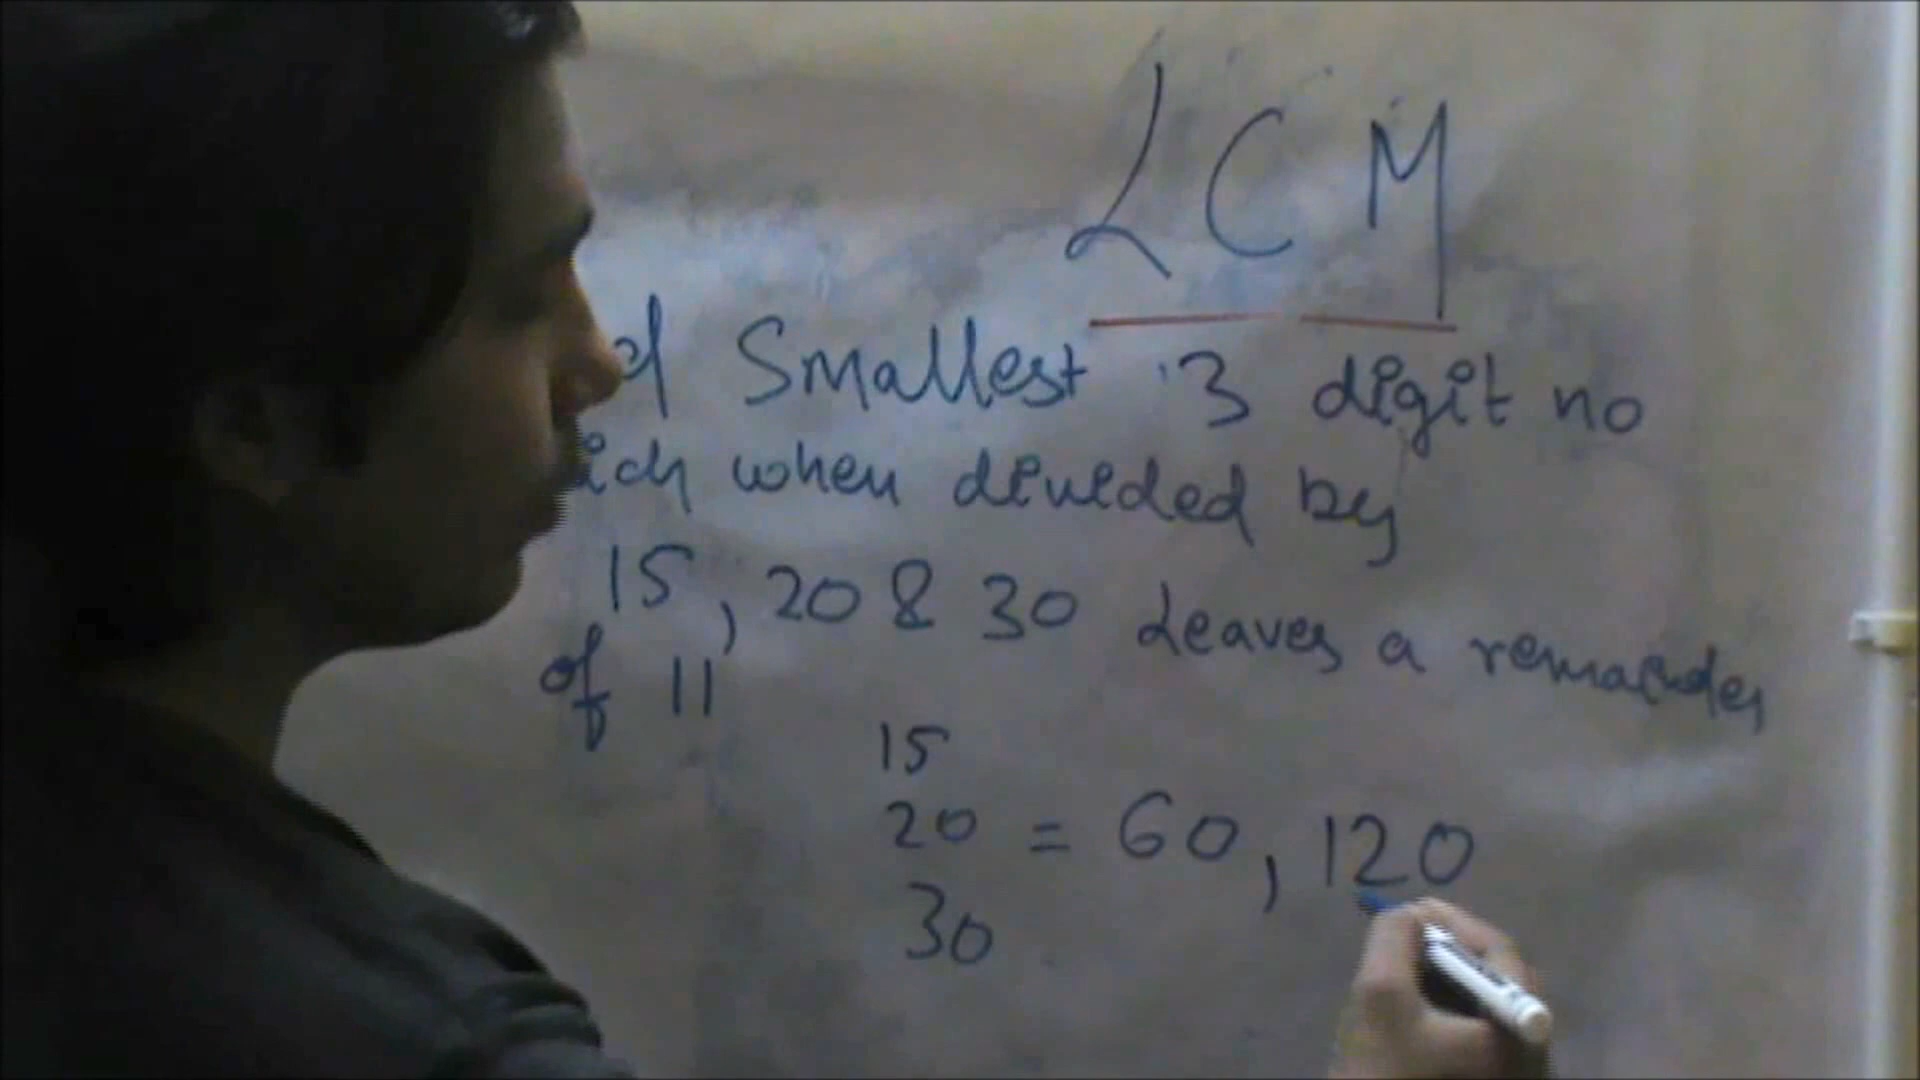 LCM
Smallest 3 digit no
when divided by
15, 20 & 30 Leaves a remainder
of 11
15
20 = 60, 120
30